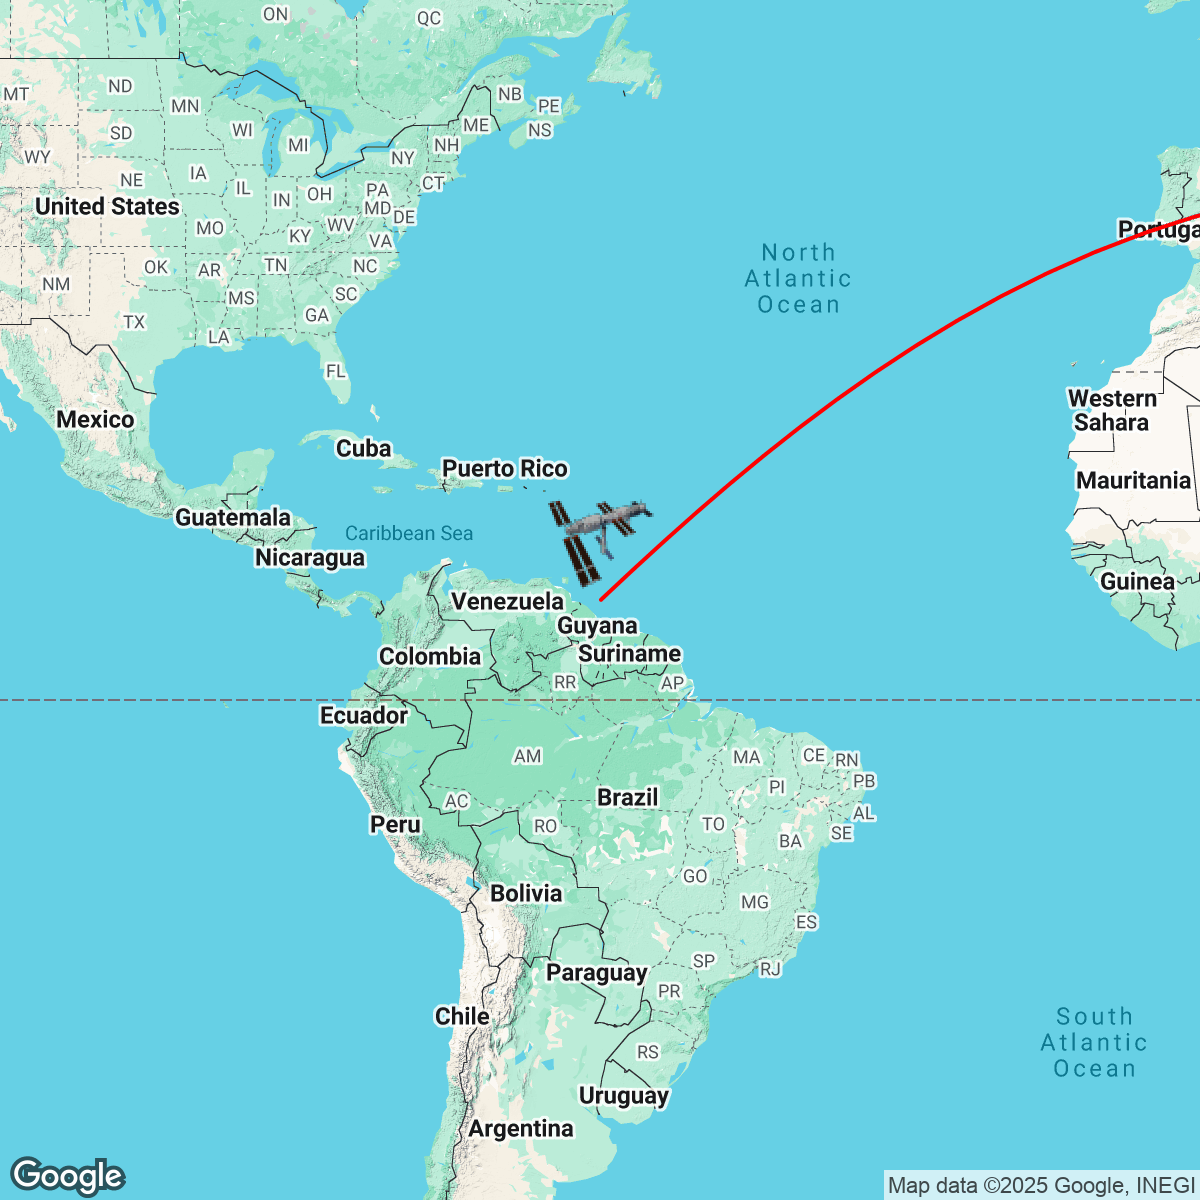 ON
QC
MT
ND
MN
NB
PE
NS
ME
SD
WI
MI
NH
NY
WY
CT
NE
IA
IL
IN
OH
PA
MD
DE
United States
MO
WV
KY
VA
Portuga
North
Atlantic
Ocean
OK
AR
TN
NC
NM
MS
SC
TX
GA
LA
FL
Western
Sahara
Mexico
Cuba
Puerto Rico
Mauritania
Guatemala
Caribbean Sea
Nicaragua
Guinea
Venezuela
Guyana
Suriname
Colombia
RR
AP
Ecuador
AM
MA
CE
RN
PI
PB
AC
Brazil
AL
Peru
RO
TO
SE
BA
GO
Bolivia
MG
ES
SP
RJ
Paraguay
PR
Chile
South
Atlantic
Ocean
RS
Uruguay
Argentina
Google
Map data ©2025 Google, INEGI